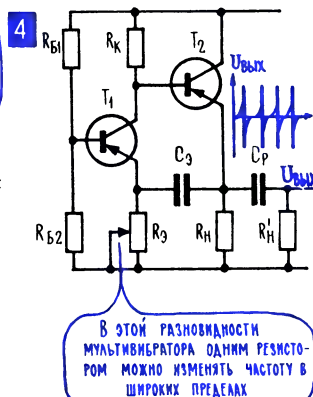 4
RБ1
RК
T2
UВЫХ
T1
CЭ
CР
UВЫХ
RБ2
RЭ
RН
R'Н
В ЭТОЙ РАЗНОВИДНОСТИ
МУЛЬТИВИБРАТОРА ОДНИМ РЕЗИСТО-
РОМ МОЖНО ИЗМЕНЯТЬ ЧАСТОТУ В
ШИРОКИХ ПРЕДЕЛАХ